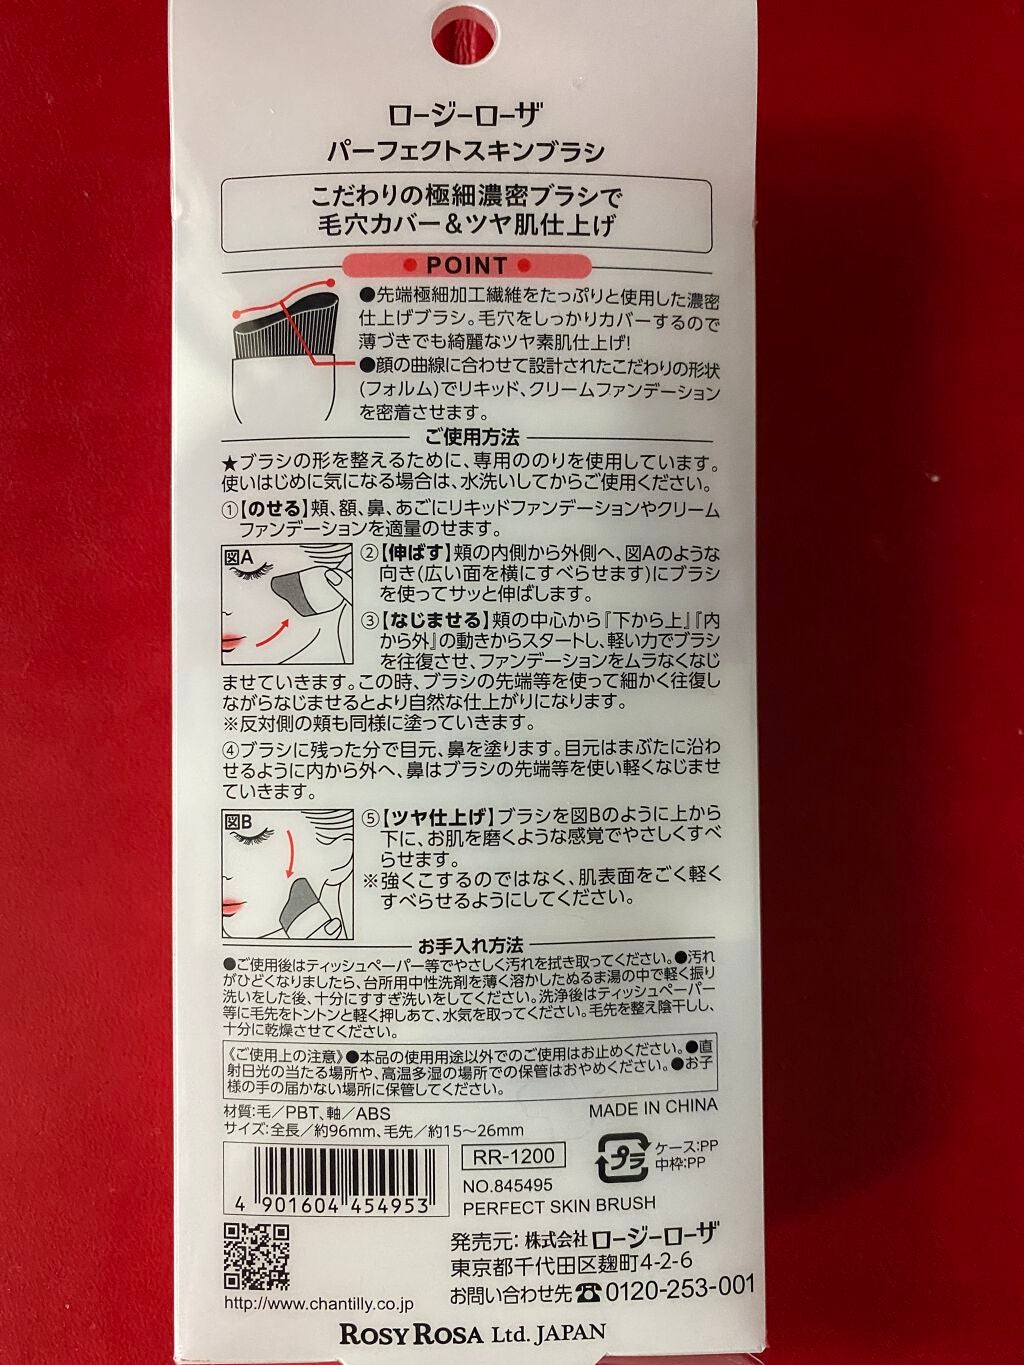 ロージーローザ
パーフェクトスキンブラシ
こだわりの極細濃密ブラシで
毛穴カバー&ツヤ肌仕上げ
POINT
●先端極細加工繊維をたっぷりと使用した濃密
仕上げブラシ。毛穴をしっかりカバーするので
薄づきでも綺麗なツヤ素肌仕上げ!
●顔の曲線に合わせて設計されたこだわりの形状
(フォルム)でリキッド、クリームファンデーション
を密着させます。
ご使用方法
★ブラシの形を整えるために、専用ののりを使用しています。
使いはじめに気になる場合は、水洗いしてからご使用ください。
①【のせる】頬、額、鼻、あごにリキッドファンデーションやクリーム
ファンデーションを適量のせます。
図A
②【伸ばす】頬の内側から外側へ、図Aのような
向き(広い面を横にすべらせます)にブラシ
を使ってサッと伸ばします。
③【なじませる】頬の中心から『下から上』『内
から外』の動きからスタートし、軽い力でブラシ
を往復させ、ファンデーションをムラなくなじ
ませていきます。この時、ブラシの先端等を使って細かく往復し
ながらなじませるとより自然な仕上がりになります。
※反対側の頬も同様に塗っていきます。
④ブラシに残った分で目元、鼻を塗ります。目元はまぶたに沿わ
せるように内から外へ、鼻はブラシの先端等を使い軽くなじませ
ていきます。
図B
⑤【ツヤ仕上げ】ブラシを図Bのように上から
下に、お肌を磨くような感覚でやさしくすべ
らせます。
※強くこするのではなく、肌表面をごく軽く
すべらせるようにしてください。
お手入れ方法
●ご使用後はティッシュペーパー等でやさしく汚れを拭き取ってください。●汚れ
がひどくなりましたら、台所用中性洗剤を薄く溶かしたぬるま湯の中で軽く振り
洗いをした後、十分にすすぎ洗いをしてください。洗浄後はティッシュペーパー
等に毛先をトントンと軽く押しあて、水気を取ってください。毛先を整え陰干しし、
十分に乾燥させてください。
《ご使用上の注意》●本品の使用用途以外でのご使用はお止めください。●直
射日光の当たる場所や、高温多湿の場所での保管はおやめください。●お子
様の手の届かない場所に保管してください。
材質:毛/PBT、軸/ABS
MADE IN CHINA
サイズ:全長/約96mm、毛先/約15〜26mm
RR-1200
プラ
ケース:PP
中枠:PP
4 901604 454953
NO.845495
PERFECT SKIN BRUSH
発売元: 株式会社 ロージーローザ
東京都千代田区麹町4-2-6
お問い合わせ先☎0120-253-001
http://www.chantilly.co.jp
ROSY ROSA Ltd. JAPAN